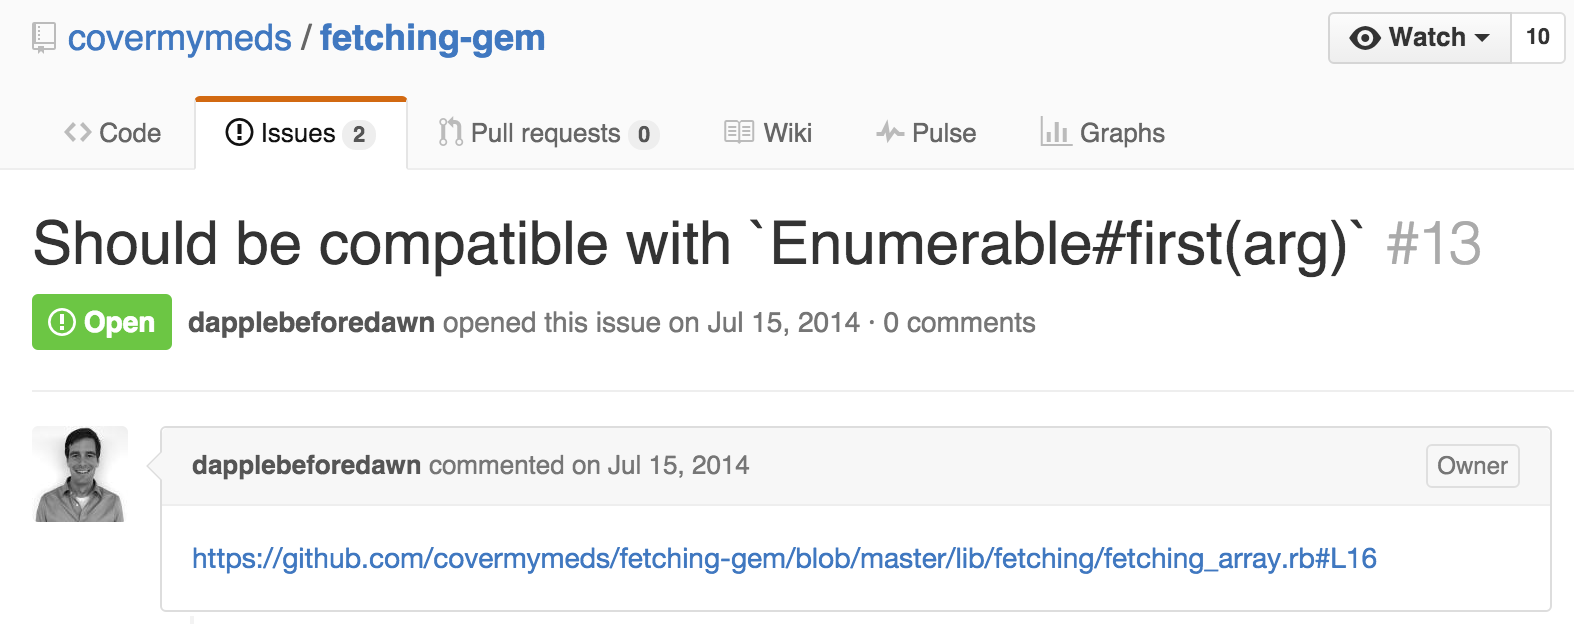 covermymeds / fetching-gem
Watch 10
Code Issues 2 Pull requests 0 Wiki Pulse Graphs
Should be compatible with `Enumerable#first(arg)` #13
Open dapplebeforedawn opened this issue on Jul 15, 2014 · 0 comments
dapplebeforedawn commented on Jul 15, 2014 Owner
https://github.com/covermymeds/fetching-gem/blob/master/lib/fetching/fetching_array.rb#L16